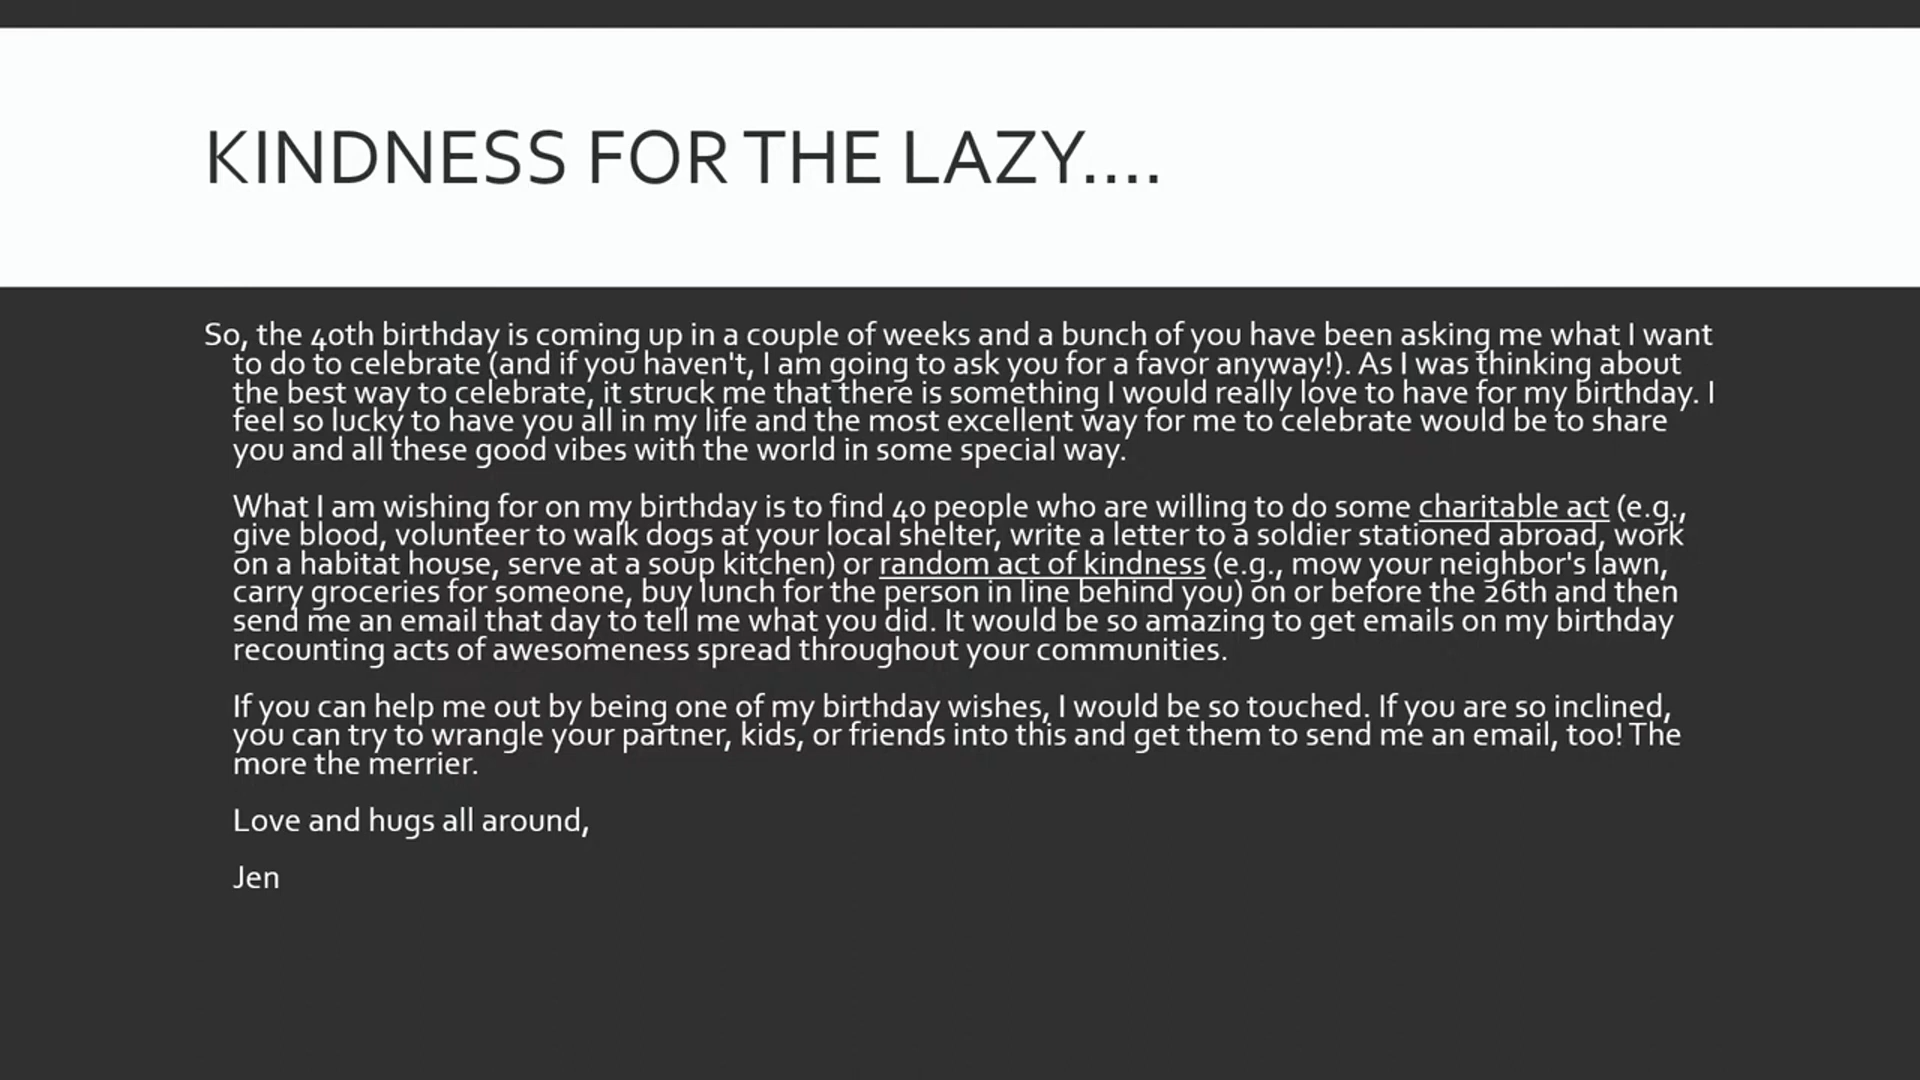 KINDNESS FOR THE LAZY....
So, the 40th birthday is coming up in a couple of weeks and a bunch of you have been asking me what I want
to do to celebrate (and if you haven't, I am going to ask you for a favor anyway!). As I was thinking about
the best way to celebrate, it struck me that there is something I would really love to have for my birthday. I
feel so lucky to have you all in my life and the most excellent way for me to celebrate would be to share
you and all these good vibes with the world in some special way.
What I am wishing for on my birthday is to find 40 people who are willing to do some charitable act (e.g.,
give blood, volunteer to walk dogs at your local shelter, write a letter to a soldier stationed abroad, work
on a habitat house, serve at a soup kitchen) or random act of kindness (e.g., mow your neighbor's lawn,
carry groceries for someone, buy lunch for the person in line behind you) on or before the 26th and then
send me an email that day to tell me what you did. It would be so amazing to get emails on my birthday
recounting acts of awesomeness spread throughout your communities.
If you can help me out by being one of my birthday wishes, I would be so touched. If you are so inclined,
you can try to wrangle your partner, kids, or friends into this and get them to send me an email, too! The
more the merrier.
Love and hugs all around,
Jen